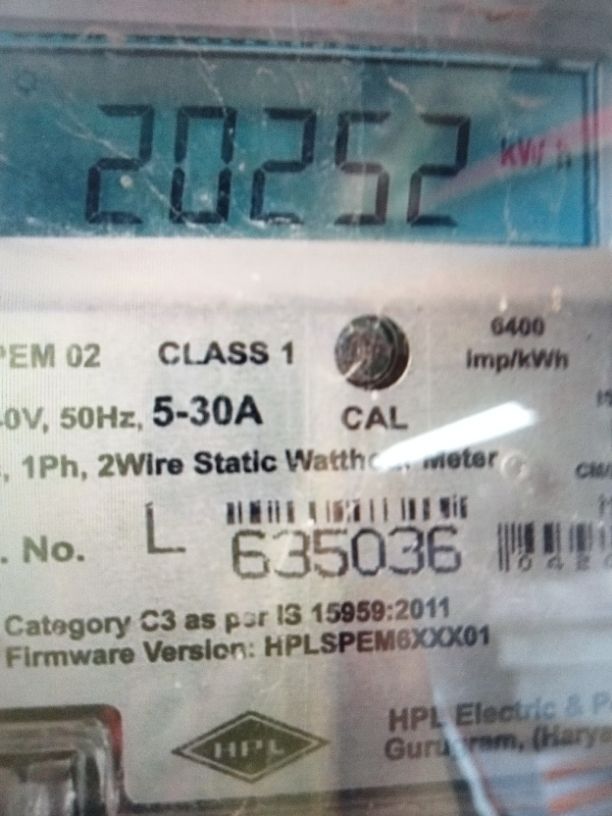 20252 kWh
CLASS 1
6400
imp/kWh
EM 02
0V, 50Hz, 5-30A
CAL
, 1Ph, 2Wire Static Meter
. No. L 635036
Category C3 as per IS 15959:2011
Firmware Version: HPLSPEM6XXX01
HPL
HPL Electric & P
Gurugram, (Harya